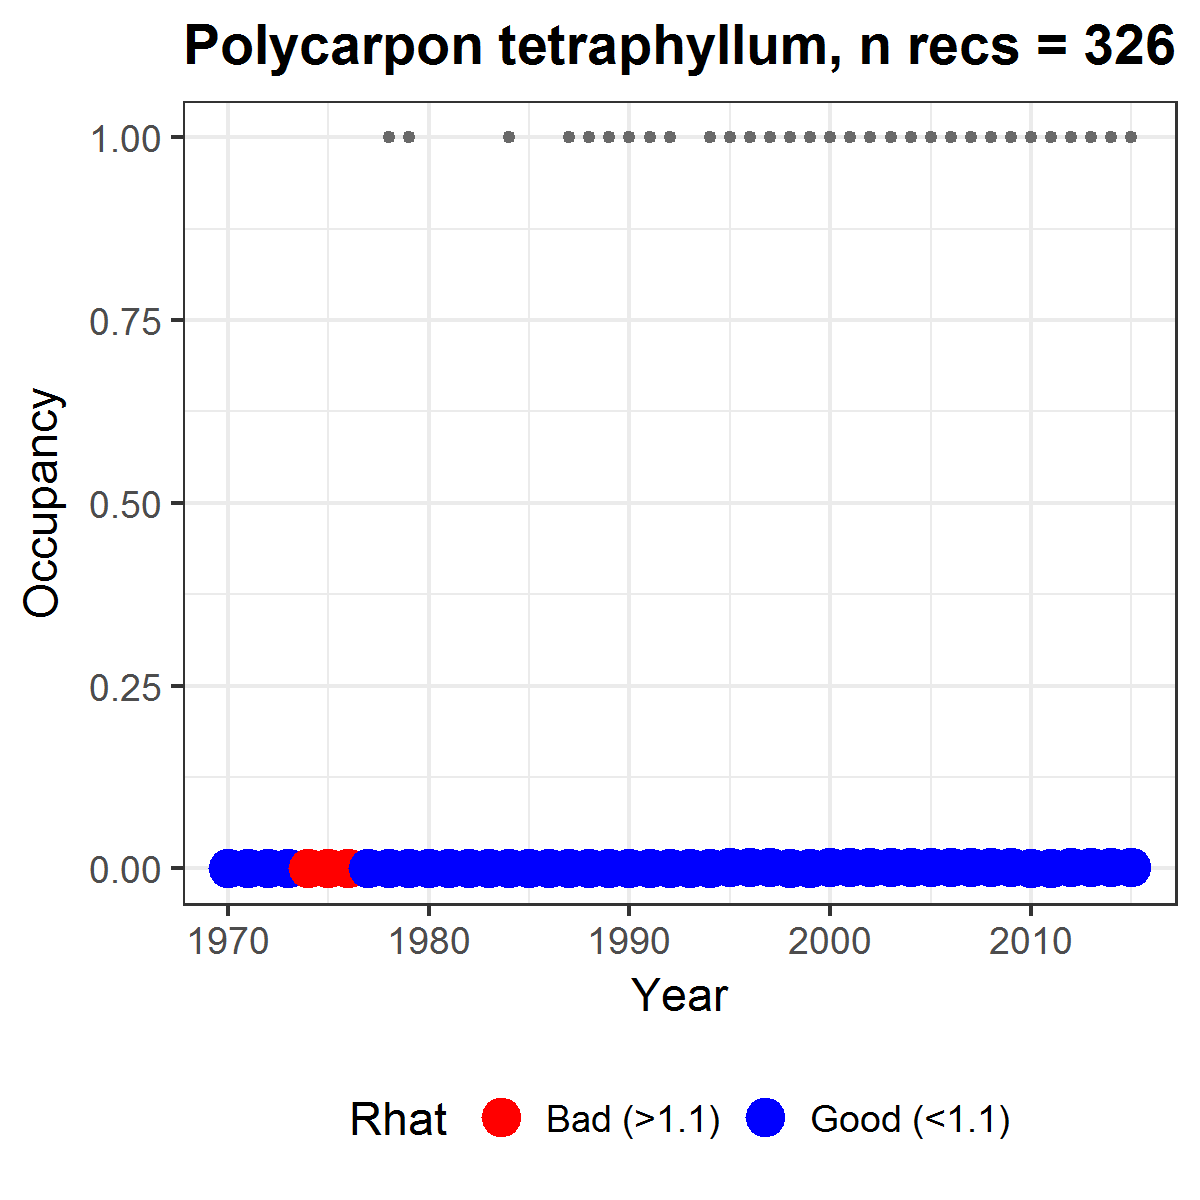 Polycarpon tetraphyllum, n recs = 326
1.00
0.75
0.50
0.25
0.00
Occupancy
1970 1980 1990 2000 2010
Year
Rhat Bad (>1.1) Good (<1.1)